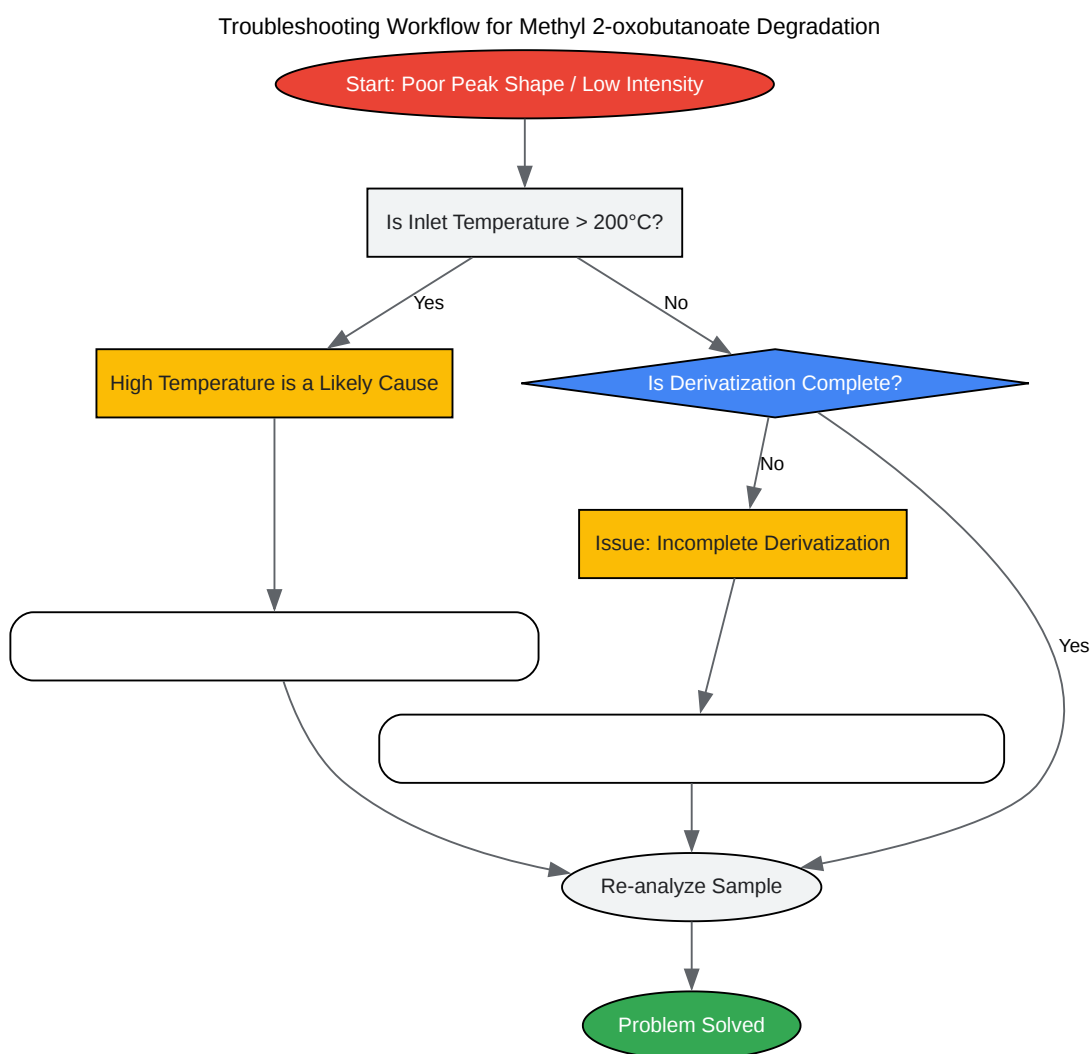 Troubleshooting Workflow for Methyl 2-oxobutanoate Degradation
Start: Poor Peak Shape / Low Intensity
Is Inlet Temperature > 200°C?
Yes
No
High Temperature is a Likely Cause
Is Derivatization Complete?
No
Issue: Incomplete Derivatization
Yes
Re-analyze Sample
Problem Solved